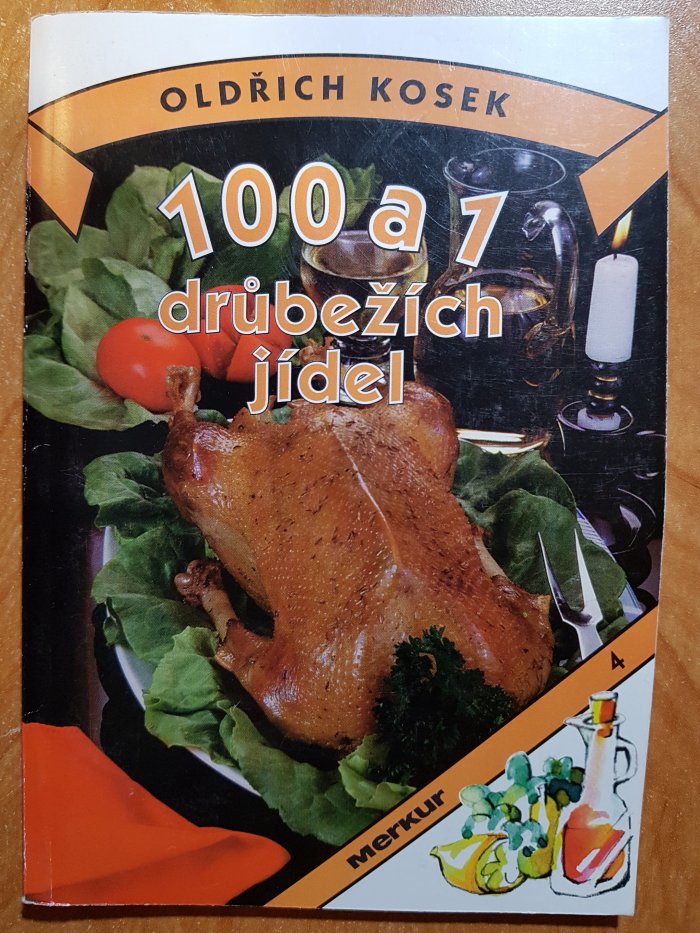 OLDŘICH KOSEK
100 a 1
drůbežích
jídel
4
Merkur